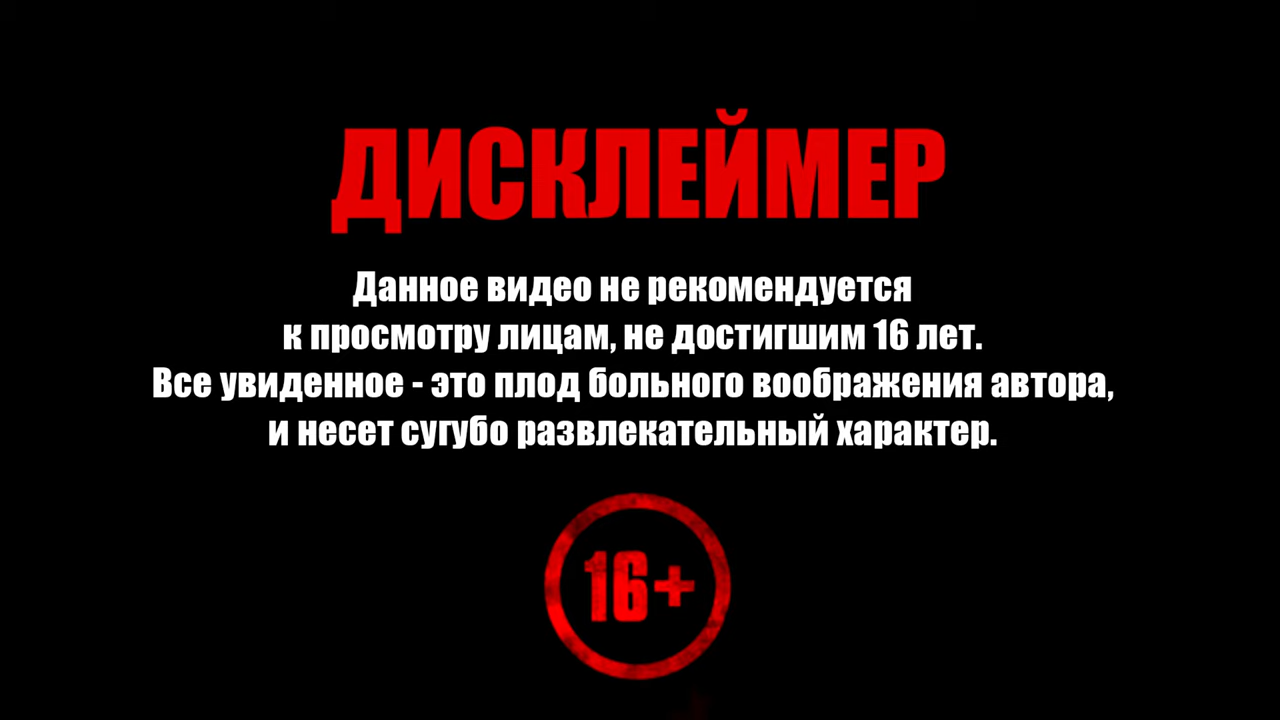 ДИСКЛЕЙМЕР
Данное видео не рекомендуется
к просмотру лицам, не достигшим 16 лет.
Все увиденное - это плод больного воображения автора,
и несет сугубо развлекательный характер.
16+